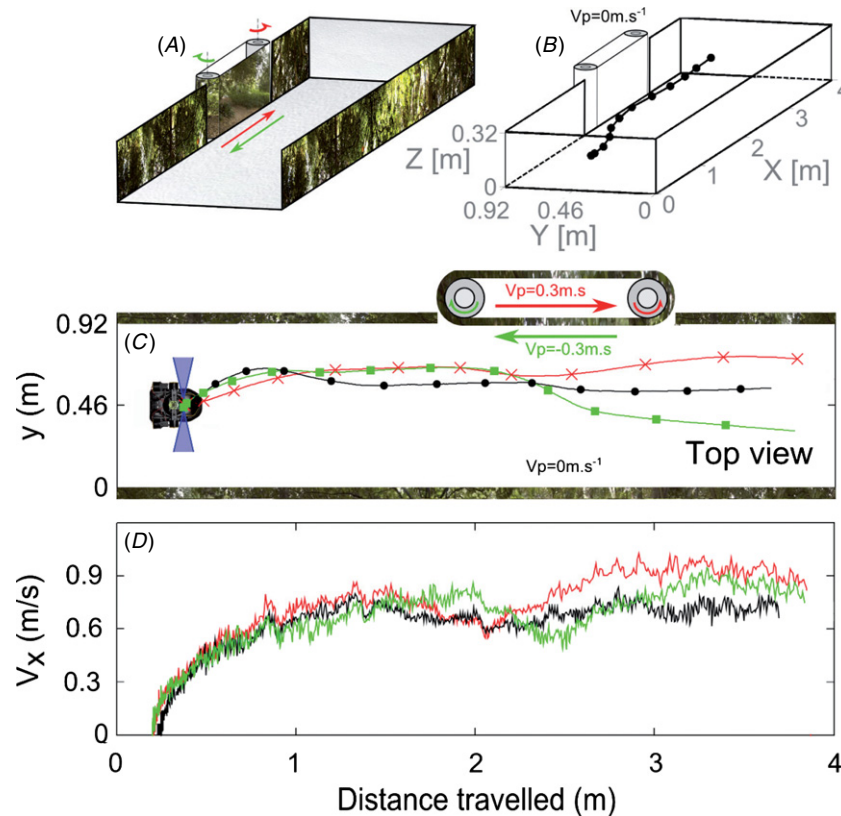 (A)
Vp=0m.s⁻¹
(B)
0.32
Z [m]
0
0.92
0.46
0
Y [m]
0
1
2
3
4
X [m]
Vp=0.3m.s
Vp=-0.3m.s
0.92
(C)
y (m)
0.46
0
Vp=0m.s⁻¹
Top view
(D)
Vx (m/s)
0.9
0.6
0.3
0
0
1
2
3
4
Distance travelled (m)